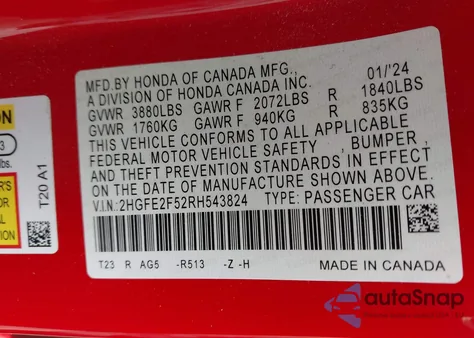 MFD.BY HONDA OF CANADA MFG., 01/'24
A DIVISION OF HONDA CANADA INC.
GVWR 3880LBS GAWR F 2072LBS R 1840LBS
GVWR 1760KG GAWR F 940KG R 835KG
THIS VEHICLE CONFORMS TO ALL APPLICABLE
FEDERAL MOTOR VEHICLE SAFETY , BUMPER ,
AND THEFT PREVENTION STANDARDS IN EFFECT
ON THE DATE OF MANUFACTURE SHOWN ABOVE.
V.I.N:2HGFE2F52RH543824 TYPE: PASSENGER CAR
T23 R AG5 -R513 -Z -H MADE IN CANADA
ON
3
lbs.
T20 A1
autoSnap